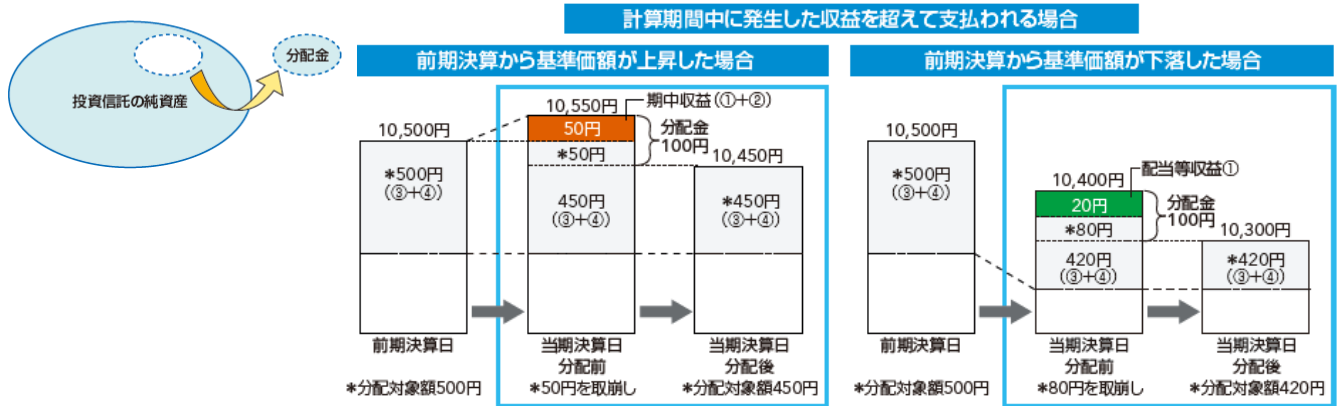 投資信託の純資産
分配金
計算期間中に発生した収益を超えて支払われる場合
前期決算から基準価額が上昇した場合
10,500円
*500円
(③+④)
10,550円
期中収益(①+②)
50円
*50円
分配金
100円
450円
(③+④)
10,450円
*450円
(③+④)
前期決算日
当期決算日
分配前
当期決算日
分配後
*分配対象額500円
*50円を取崩し
*分配対象額450円
前期決算から基準価額が下落した場合
10,500円
*500円
(③+④)
10,400円
配当等収益①
20円
*80円
分配金
100円
420円
(③+④)
10,300円
*420円
(③+④)
前期決算日
当期決算日
分配前
当期決算日
分配後
*分配対象額500円
*80円を取崩し
*分配対象額420円